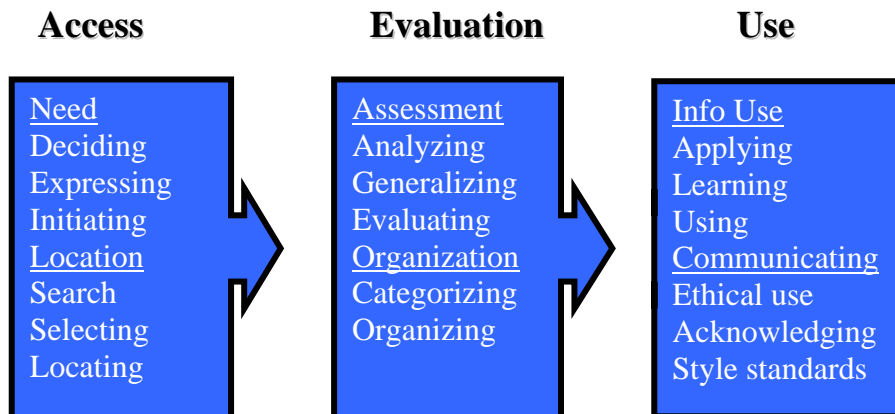 Access
Need
Deciding
Expressing
Initiating
Location
Search
Selecting
Locating
Evaluation
Assessment
Analyzing
Generalizing
Evaluating
Organization
Categorizing
Organizing
Use
Info Use
Applying
Learning
Using
Communicating
Ethical use
Acknowledging
Style standards